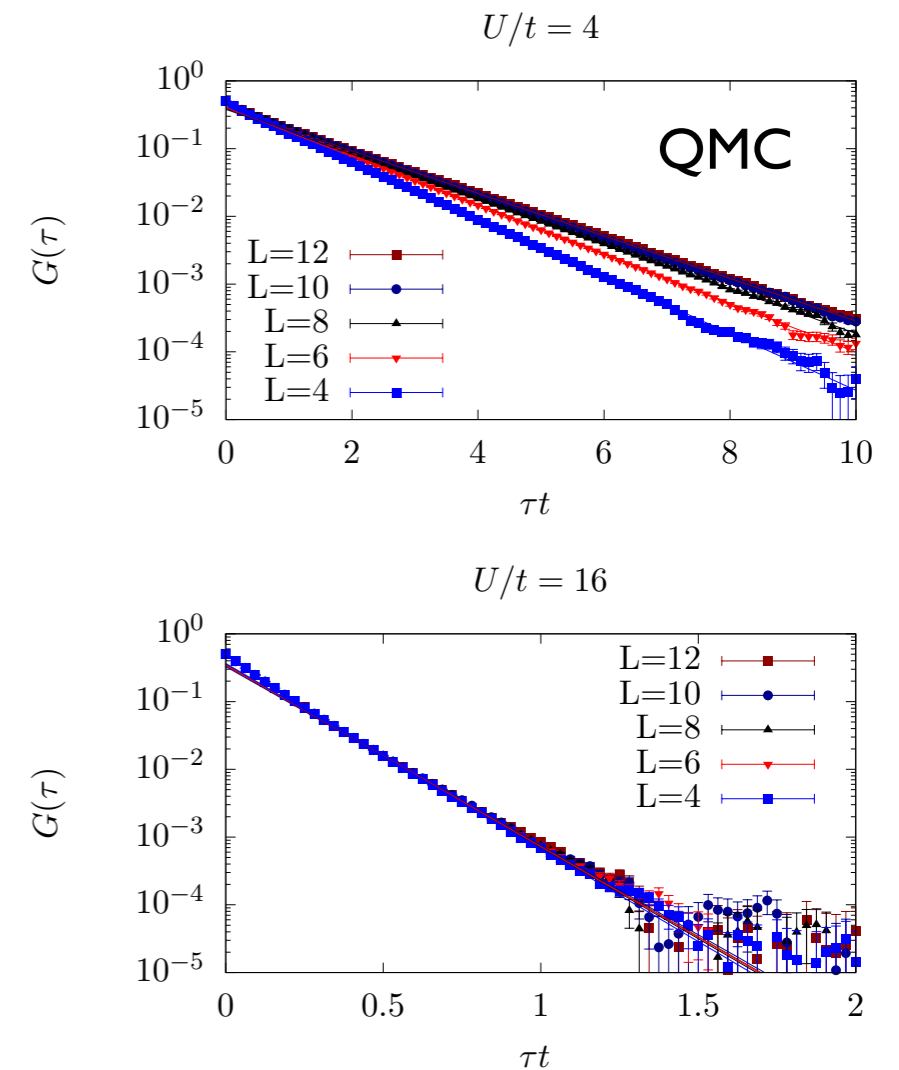 U/t = 4
10^0
10^-1
10^-2
10^-3
10^-4
10^-5
G(τ)
QMC
L=12
L=10
L=8
L=6
L=4
0 2 4 6 8 10
τt
U/t = 16
10^0
10^-1
10^-2
10^-3
10^-4
10^-5
G(τ)
L=12
L=10
L=8
L=6
L=4
0 0.5 1 1.5 2
τt